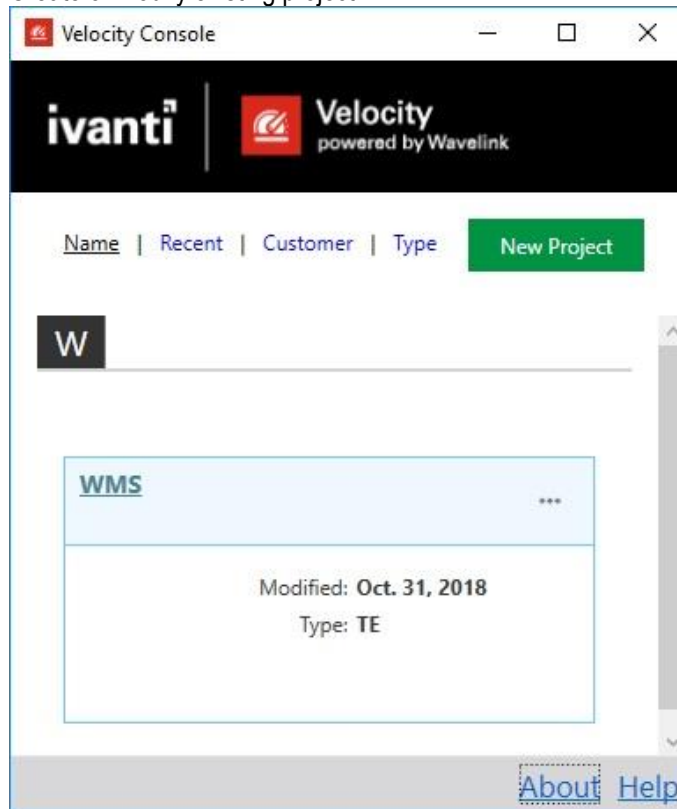 Velocity Console
ivanti
Velocity
powered by Wavelink
Name | Recent | Customer | Type
New Project
W
WMS
...
Modified: Oct. 31, 2018
Type: TE
About Help